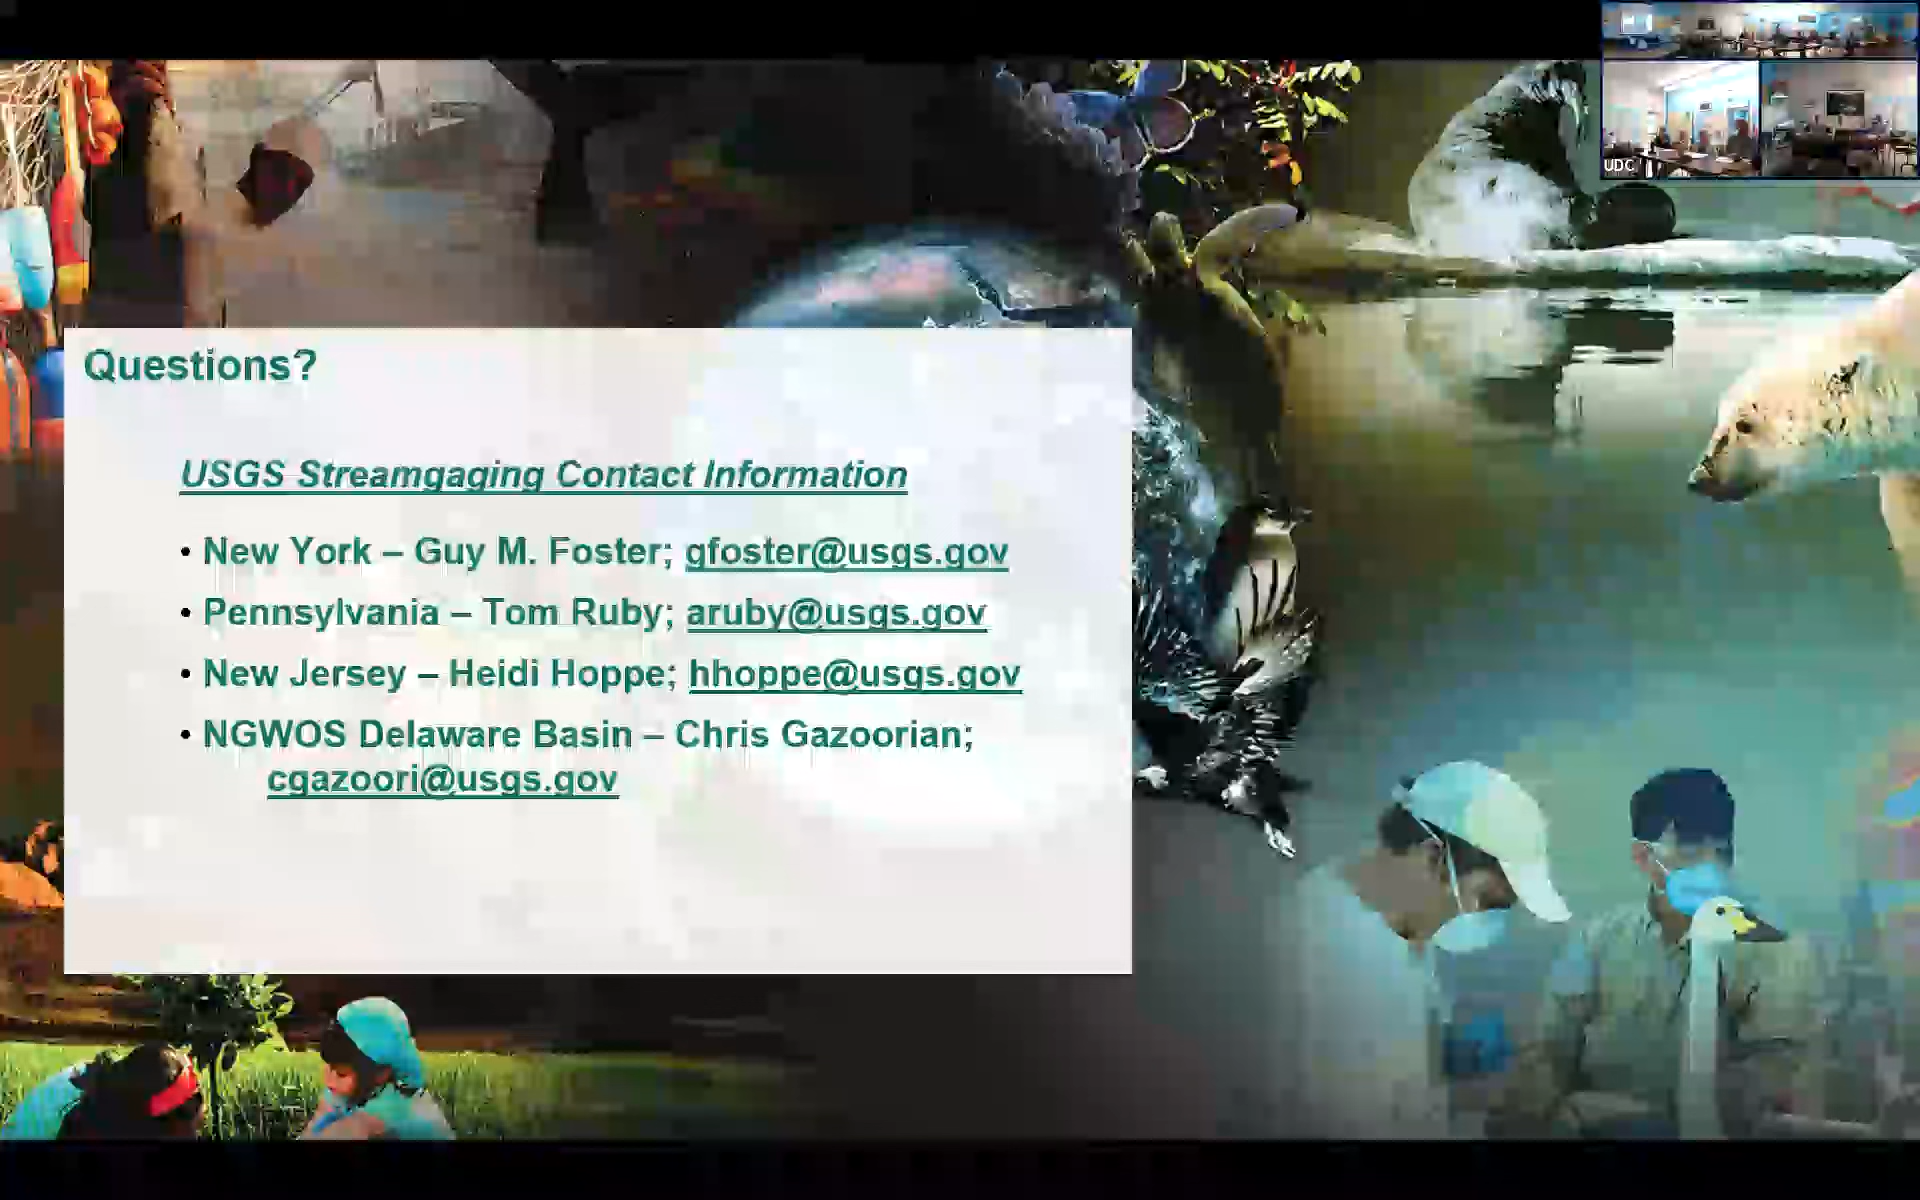 UDC
Questions?
USGS Streamgaging Contact Information
• New York – Guy M. Foster; gfoster@usgs.gov
• Pennsylvania – Tom Ruby; aruby@usgs.gov
• New Jersey – Heidi Hoppe; hhoppe@usgs.gov
• NGWOS Delaware Basin – Chris Gazoorian;
cgazoori@usgs.gov